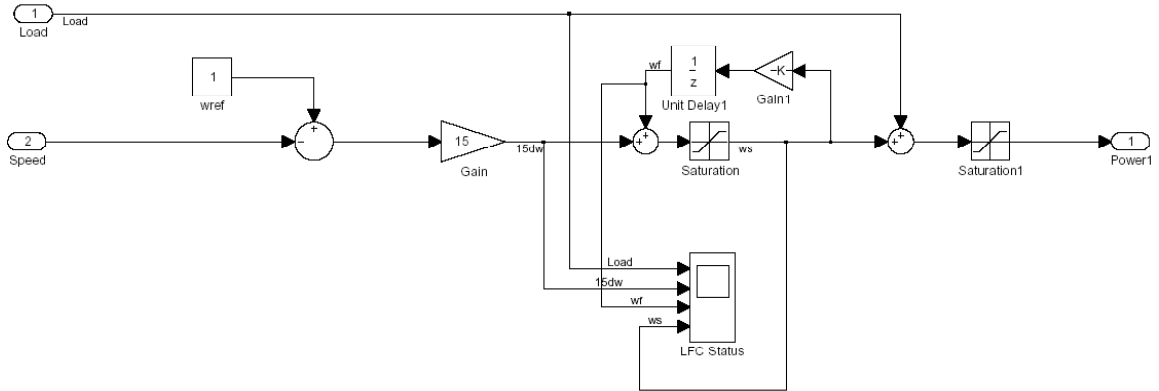 1
Load
Load
1
wref
wf
1
z
Unit Delay1
-K-
Gain1
+
-
2
Speed
15
Gain
15dw
+
+
Saturation
ws
+
+
Saturation1
1
Power1
Load
15dw
wf
ws
LFC Status